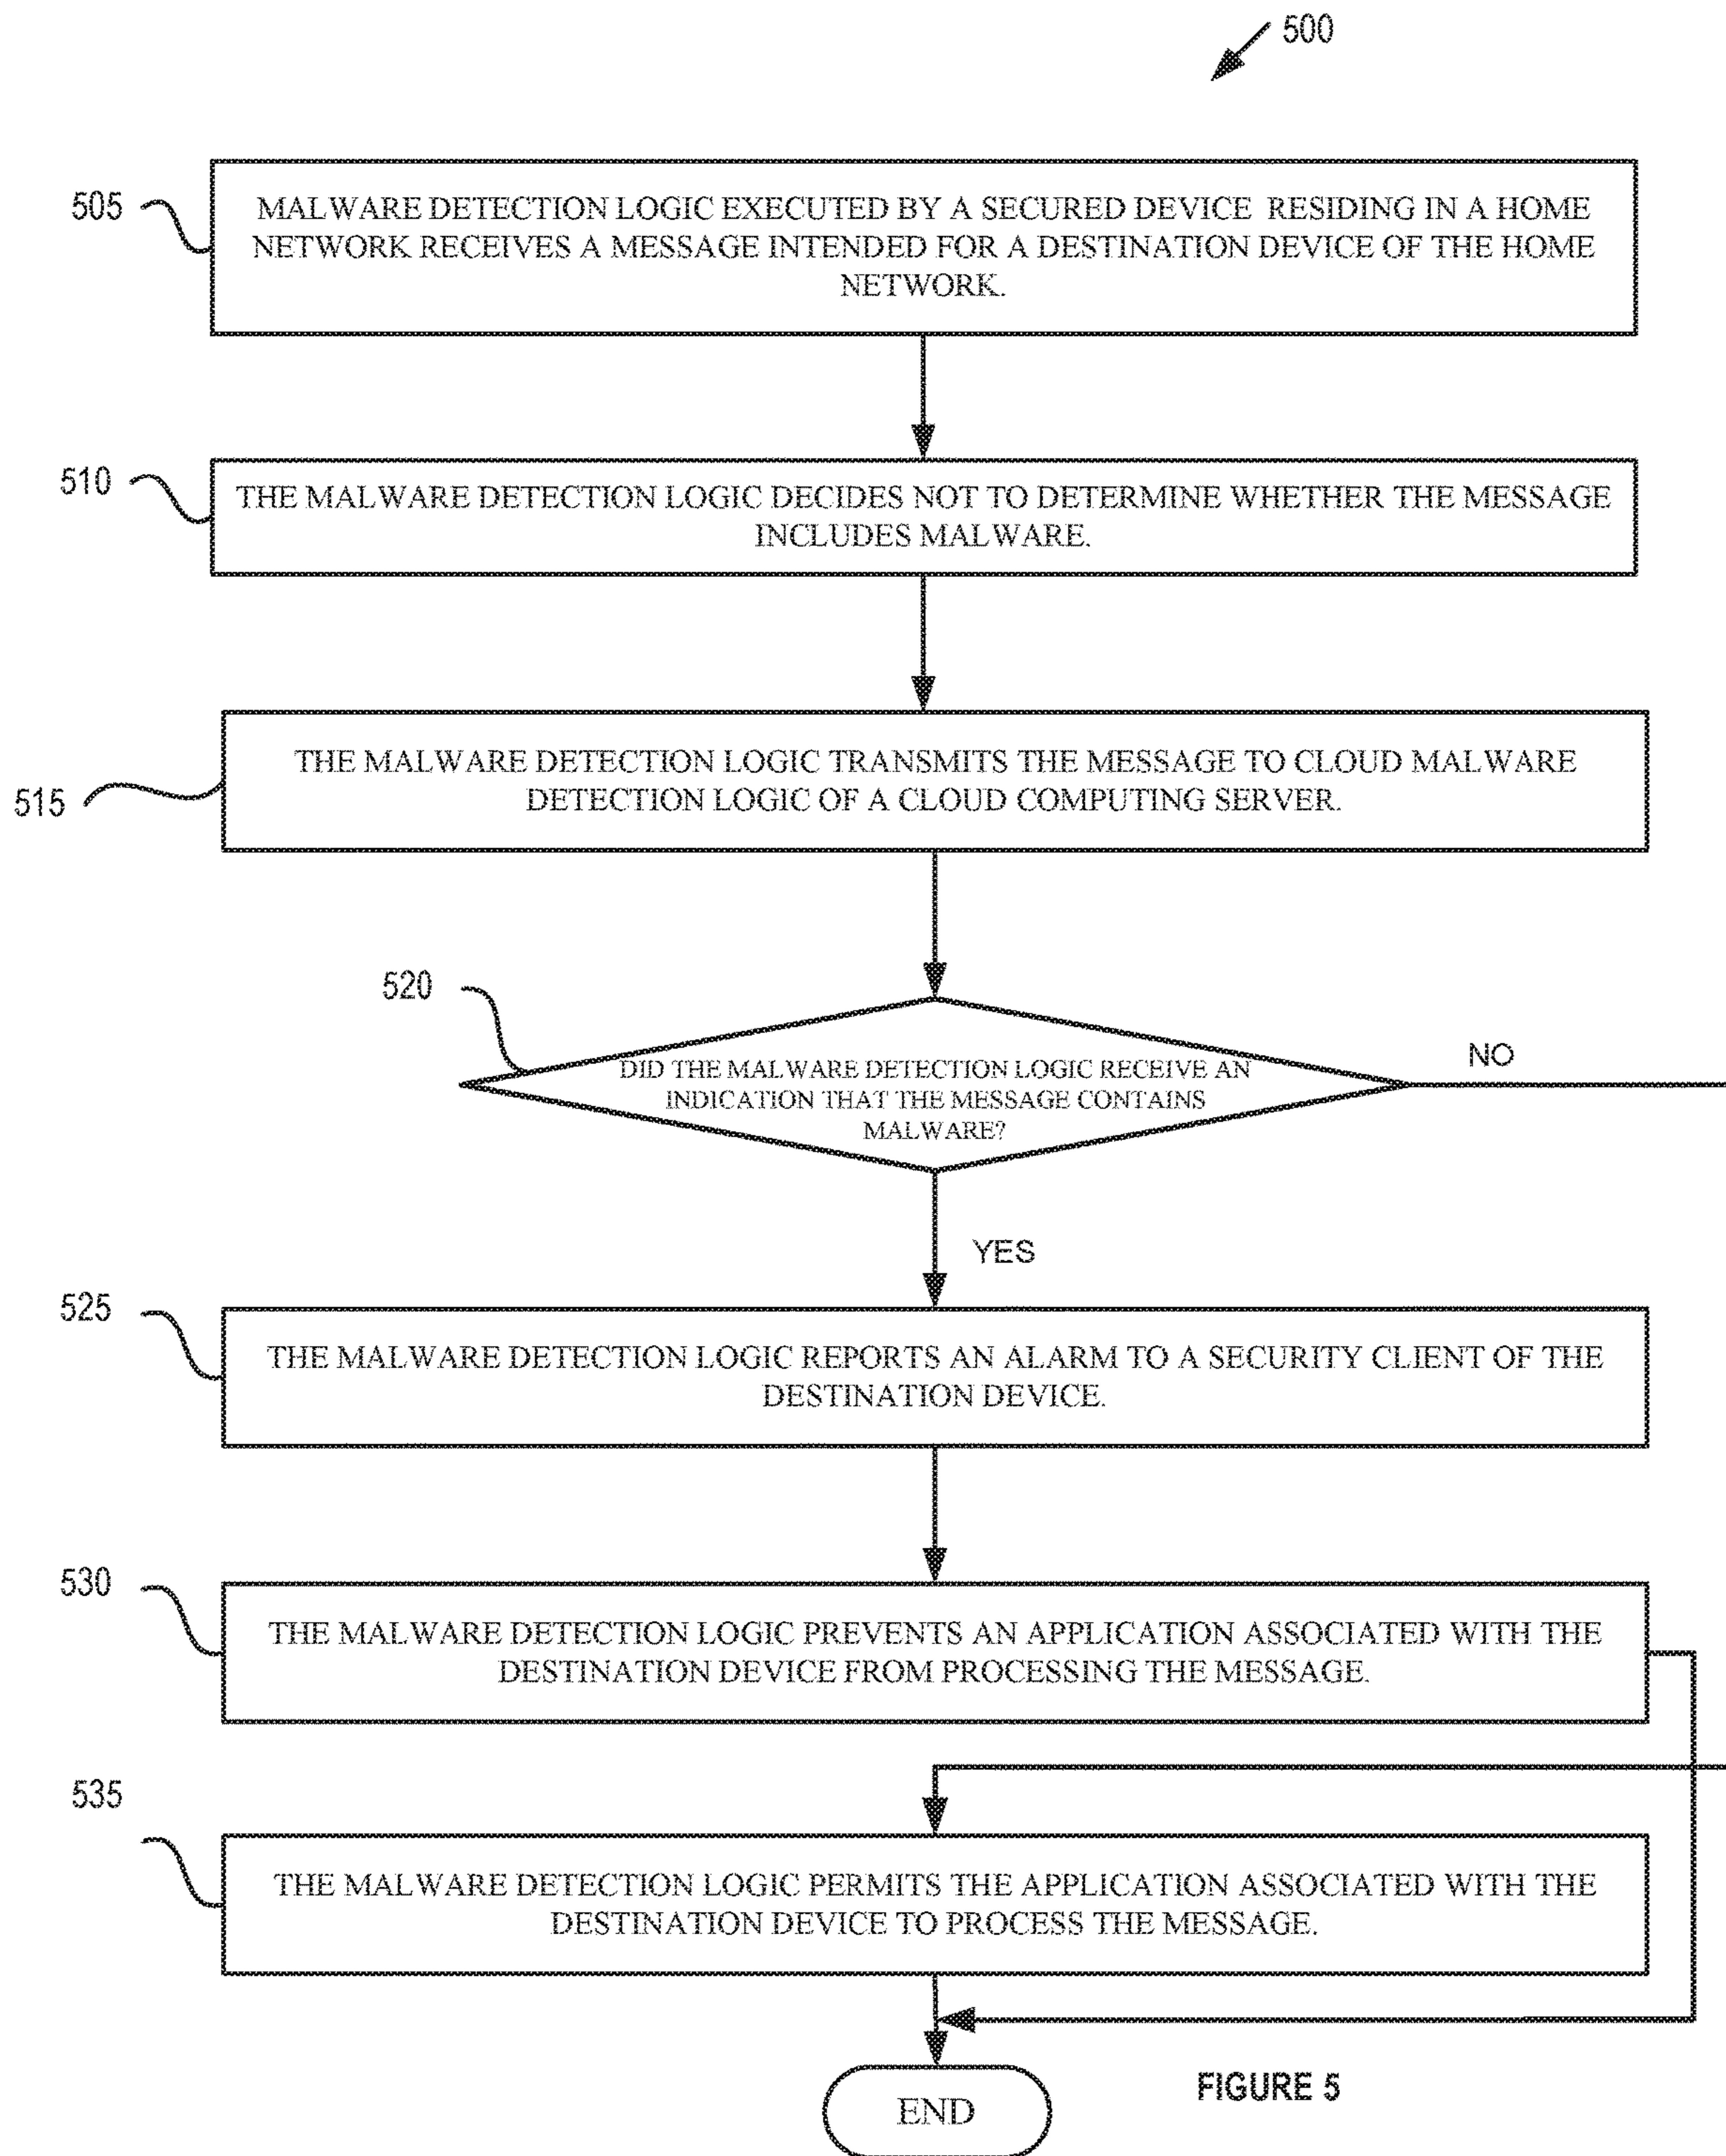 500
505
MALWARE DETECTION LOGIC EXECUTED BY A SECURED DEVICE RESIDING IN A HOME
NETWORK RECEIVES A MESSAGE INTENDED FOR A DESTINATION DEVICE OF THE HOME
NETWORK.
510
THE MALWARE DETECTION LOGIC DECIDES NOT TO DETERMINE WHETHER THE MESSAGE
INCLUDES MALWARE.
515
THE MALWARE DETECTION LOGIC TRANSMITS THE MESSAGE TO CLOUD MALWARE
DETECTION LOGIC OF A CLOUD COMPUTING SERVER.
520
DID THE MALWARE DETECTION LOGIC RECEIVE AN
INDICATION THAT THE MESSAGE CONTAINS
MALWARE?
NO
YES
525
THE MALWARE DETECTION LOGIC REPORTS AN ALARM TO A SECURITY CLIENT OF THE
DESTINATION DEVICE.
530
THE MALWARE DETECTION LOGIC PREVENTS AN APPLICATION ASSOCIATED WITH THE
DESTINATION DEVICE FROM PROCESSING THE MESSAGE.
535
THE MALWARE DETECTION LOGIC PERMITS THE APPLICATION ASSOCIATED WITH THE
DESTINATION DEVICE TO PROCESS THE MESSAGE.
END
FIGURE 5